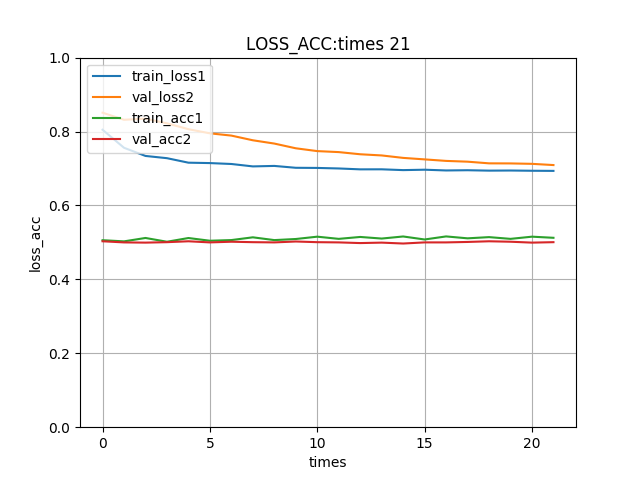 LOSS_ACC:times 21
1.0
0.8
0.6
0.4
0.2
0.0
loss_acc
train_loss1
val_loss2
train_acc1
val_acc2
0 5 10 15 20
times